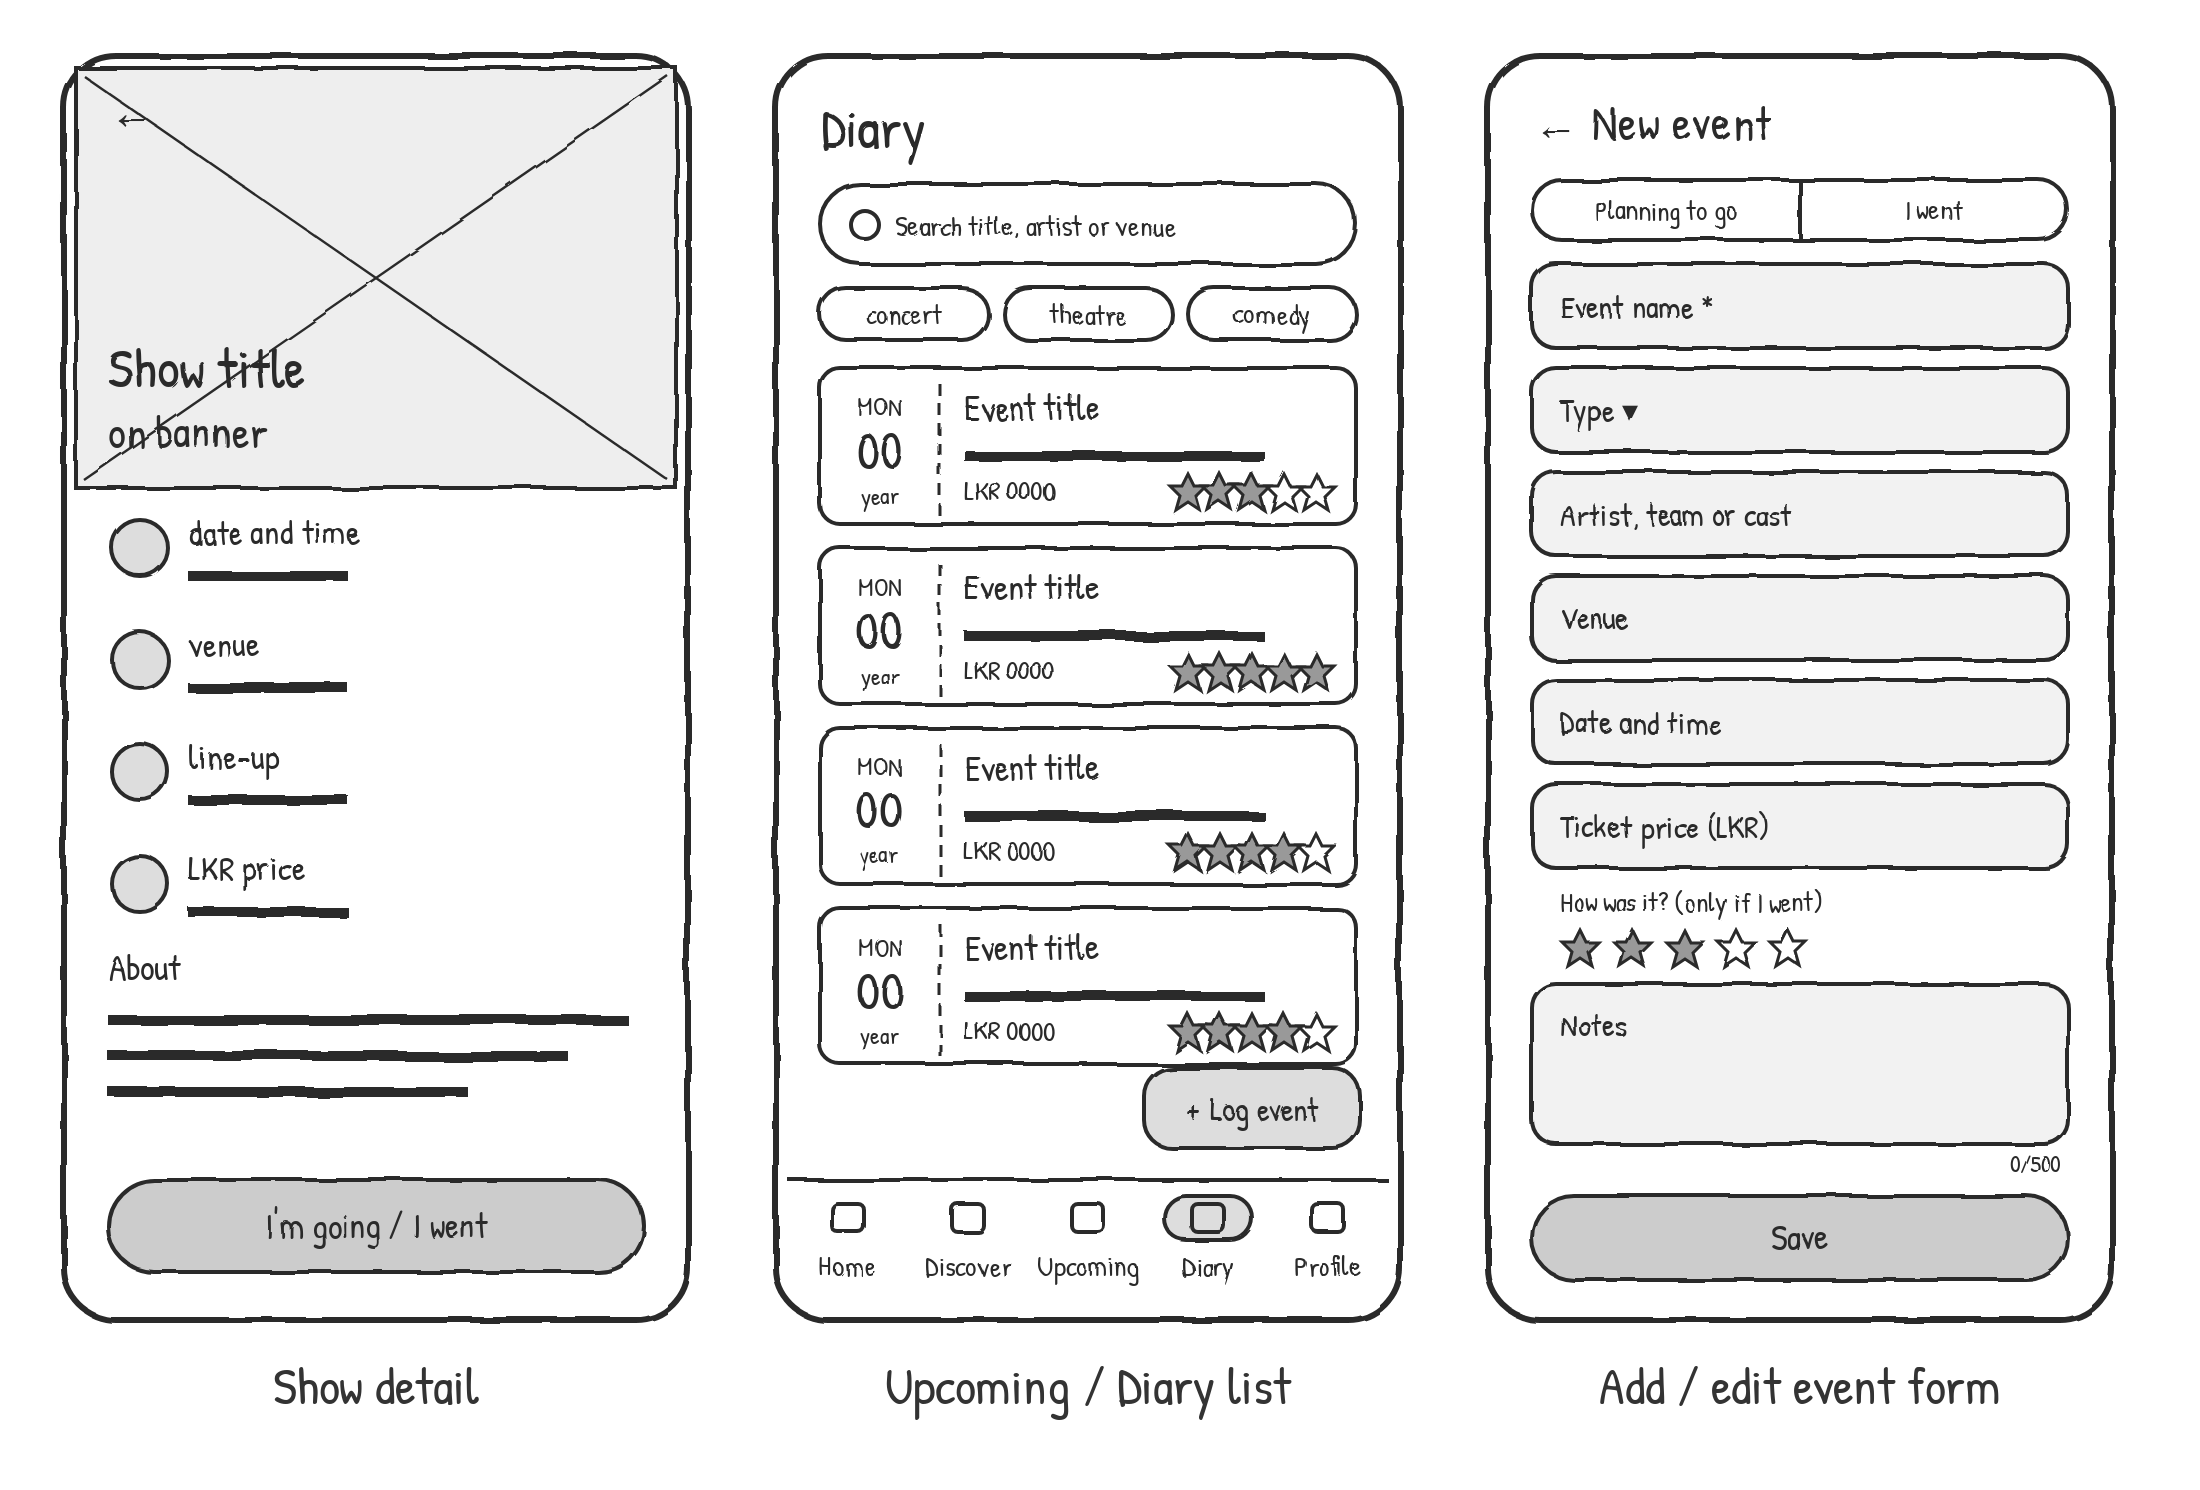 ←
Show title
on banner
date and time
venue
line-up
LKR price
About
I'm going / I went
Show detail
Diary
Search title, artist or venue
concert theatre comedy
MON
00
year
Event title
LKR 0000
MON
00
year
Event title
LKR 0000
MON
00
year
Event title
LKR 0000
MON
00
year
Event title
LKR 0000
+ Log event
Home Discover Upcoming Diary Profile
Upcoming / Diary list
← New event
Planning to go I went
Event name *
Type ▼
Artist, team or cast
Venue
Date and time
Ticket price (LKR)
How was it? (only if I went)
Notes
0/500
Save
Add / edit event form